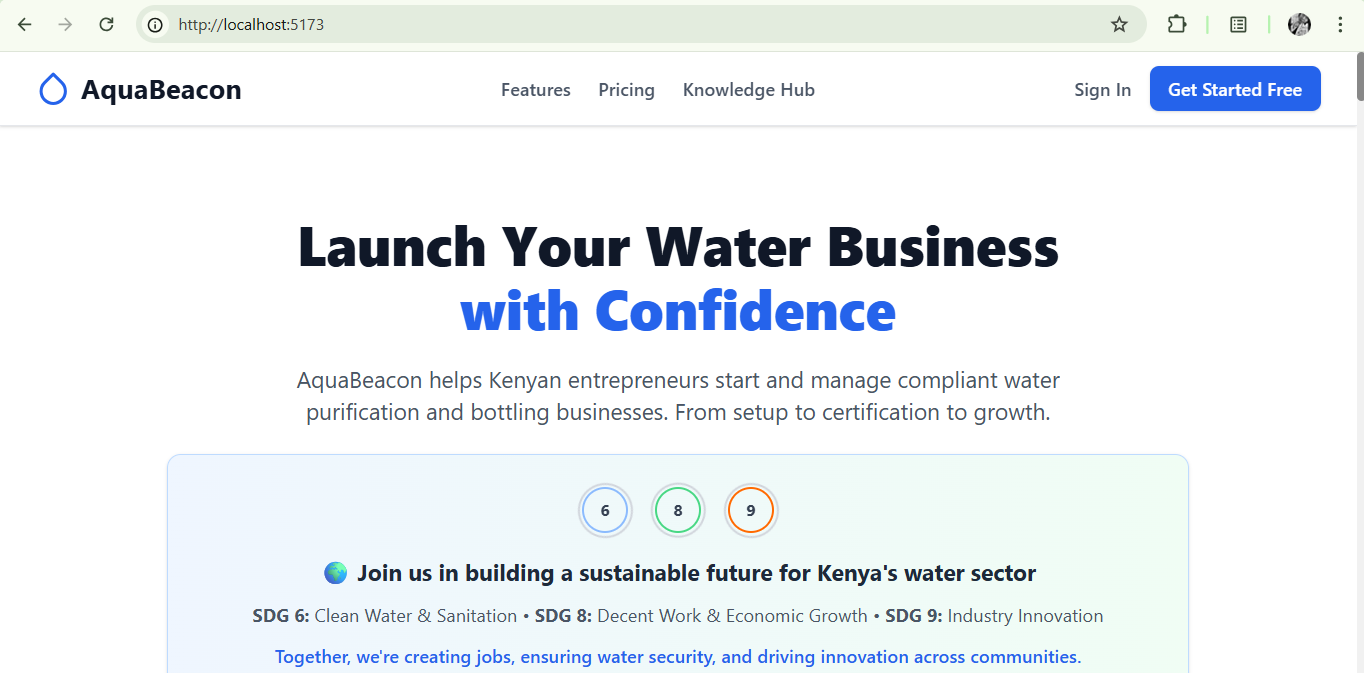 http://localhost:5173
AquaBeacon
Features
Pricing
Knowledge Hub
Sign In
Get Started Free
Launch Your Water Business
with Confidence
AquaBeacon helps Kenyan entrepreneurs start and manage compliant water
purification and bottling businesses. From setup to certification to growth.
6
8
9
Join us in building a sustainable future for Kenya's water sector
SDG 6: Clean Water & Sanitation • SDG 8: Decent Work & Economic Growth • SDG 9: Industry Innovation
Together, we're creating jobs, ensuring water security, and driving innovation across communities.